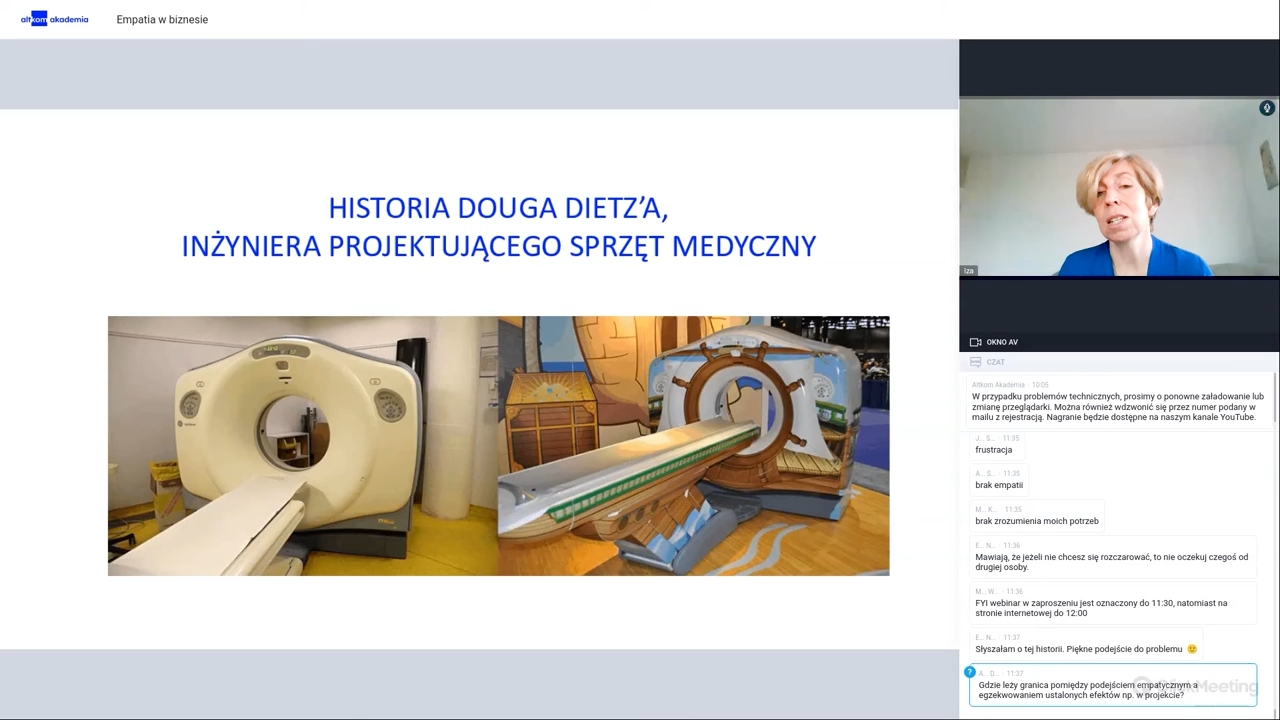 altkom akademia
Empatia w biznesie
HISTORIA DOUGA DIETZ’A,
INŻYNIERA PROJEKTUJĄCEGO SPRZĘT MEDYCZNY
Iza
OKNO AV
CZAT
Altkom Akademia · 10:05
W przypadku problemów technicznych, prosimy o ponowne załadowanie lub
zmianę przeglądarki. Można również wdzwonić się przez numer podany w
mailu z rejestracją. Nagranie będzie dostępne na naszym kanale YouTube.
J... S... · 11:35
frustracja
A... S... · 11:35
brak empatii
M... K... · 11:35
brak zrozumienia moich potrzeb
E... N... · 11:36
Mawiają, że jeżeli nie chcesz się rozczarować, to nie oczekuj czegoś od
drugiej osoby.
M... W... · 11:36
FYI webinar w zaproszeniu jest oznaczony do 11:30, natomiast na
stronie internetowej do 12:00
E... N... · 11:37
Słyszałam o tej historii. Piękne podejście do problemu 🙂
?
A... D... · 11:37
Gdzie leży granica pomiędzy podejściem empatycznym a
egzekwowaniem ustalonych efektów np. w projekcie?
ClickMeeting